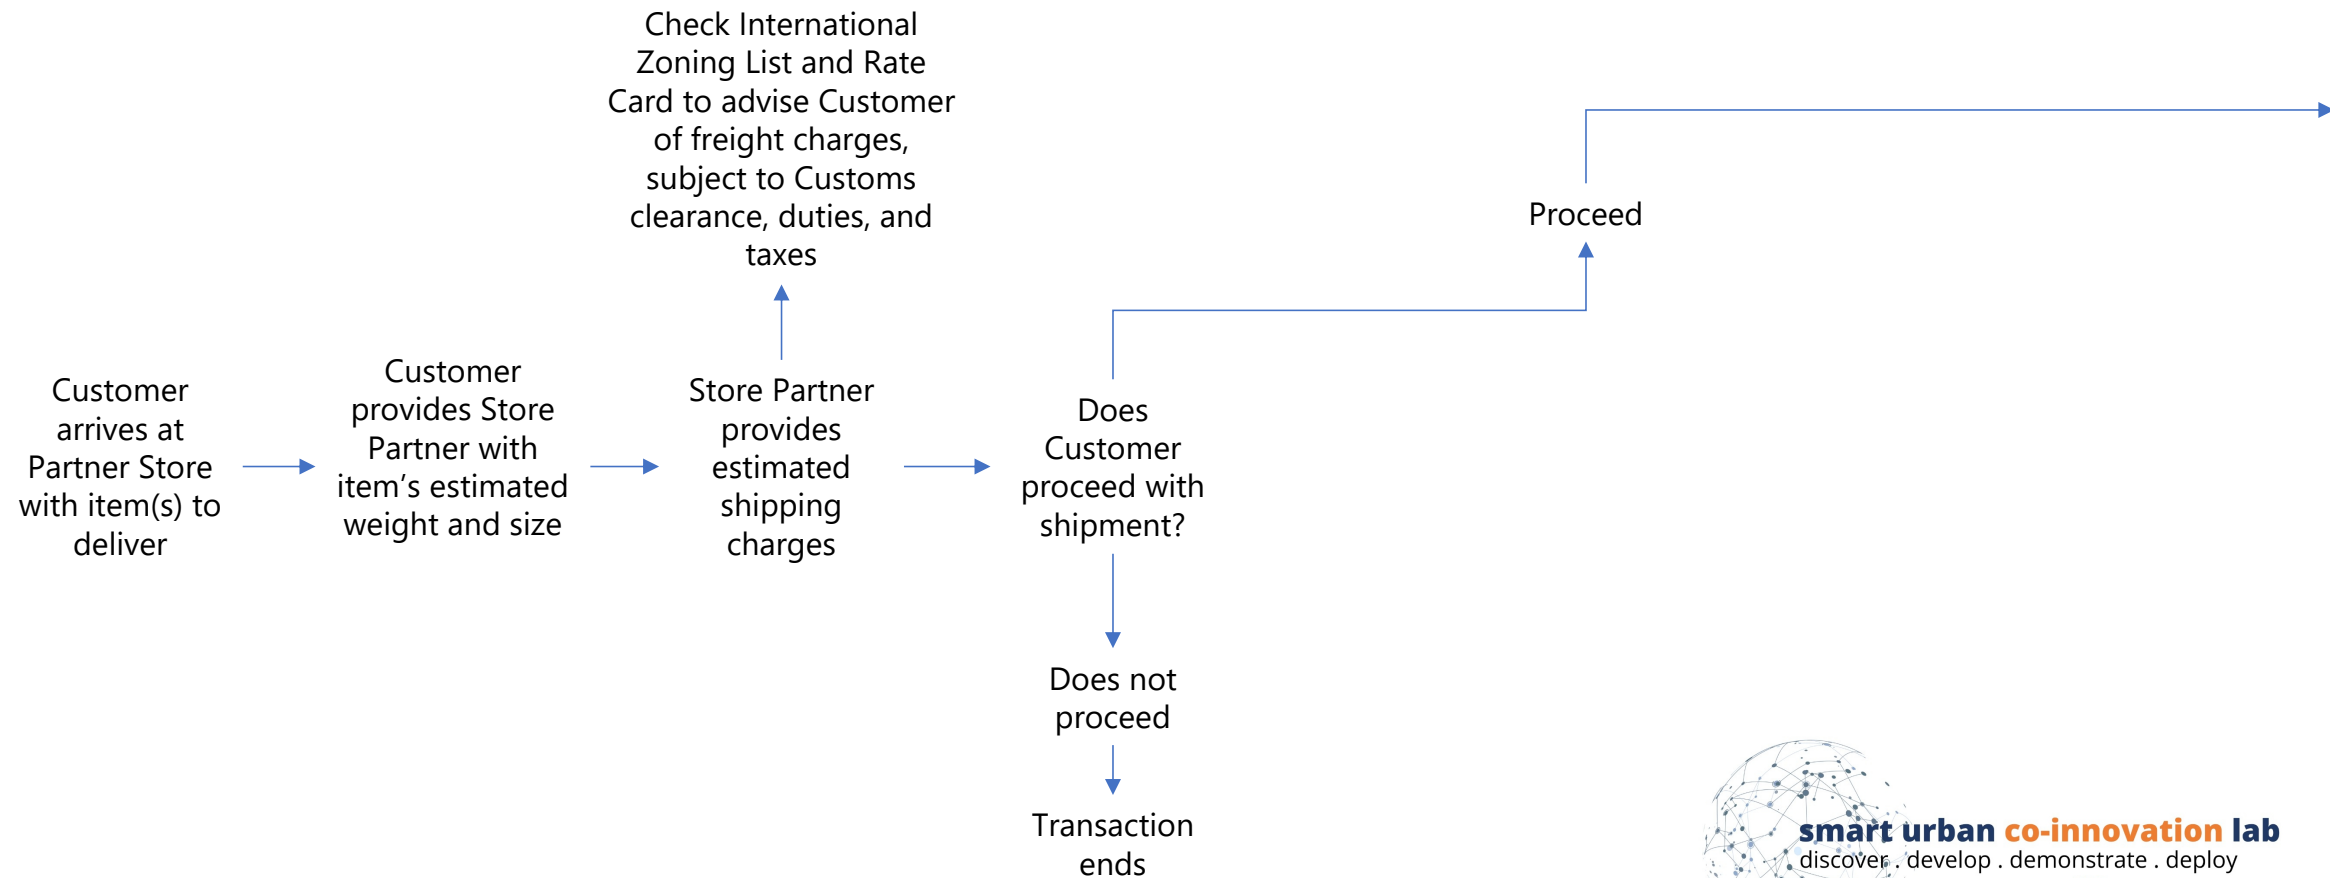 Check International
Zoning List and Rate
Card to advise Customer
of freight charges,
subject to Customs
clearance, duties, and
taxes
Proceed
Customer
arrives at
Partner Store
with item(s) to
deliver
Customer
provides Store
Partner with
item’s estimated
weight and size
Store Partner
provides
estimated
shipping
charges
Does
Customer
proceed with
shipment?
Does not
proceed
Transaction
ends
smart urban co-innovation lab
discover . develop . demonstrate . deploy